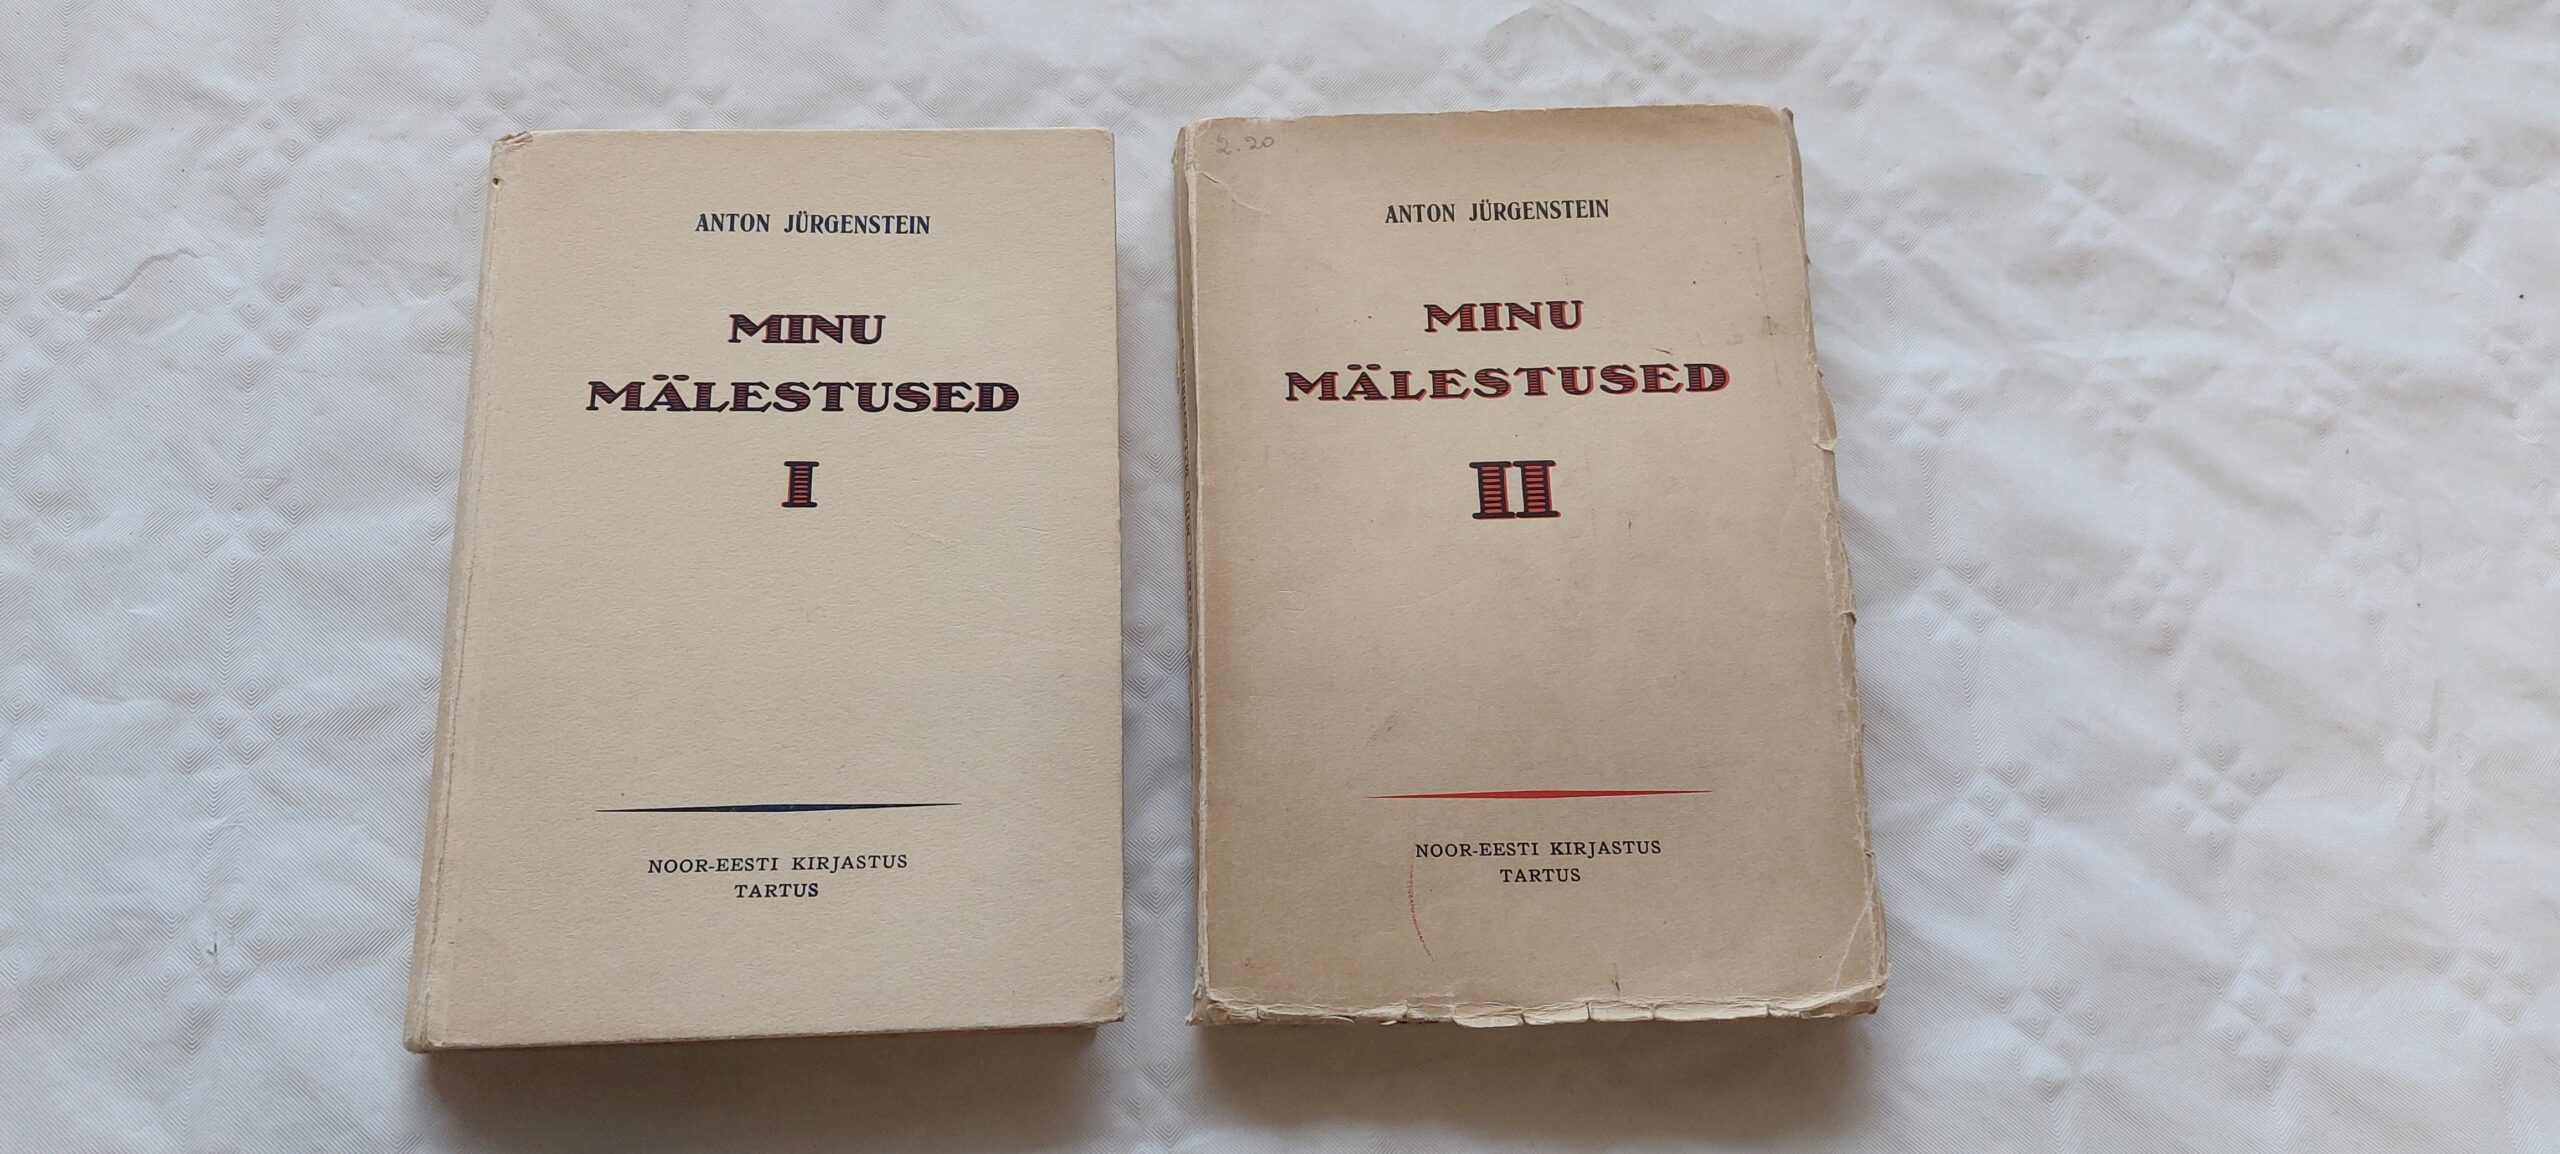 ANTON JÜRGENSTEIN
MINU
MÄLESTUSED
I
NOOR-EESTI KIRJASTUS
TARTUS
2.20
ANTON JÜRGENSTEIN
MINU
MÄLESTUSED
II
NOOR-EESTI KIRJASTUS
TARTUS